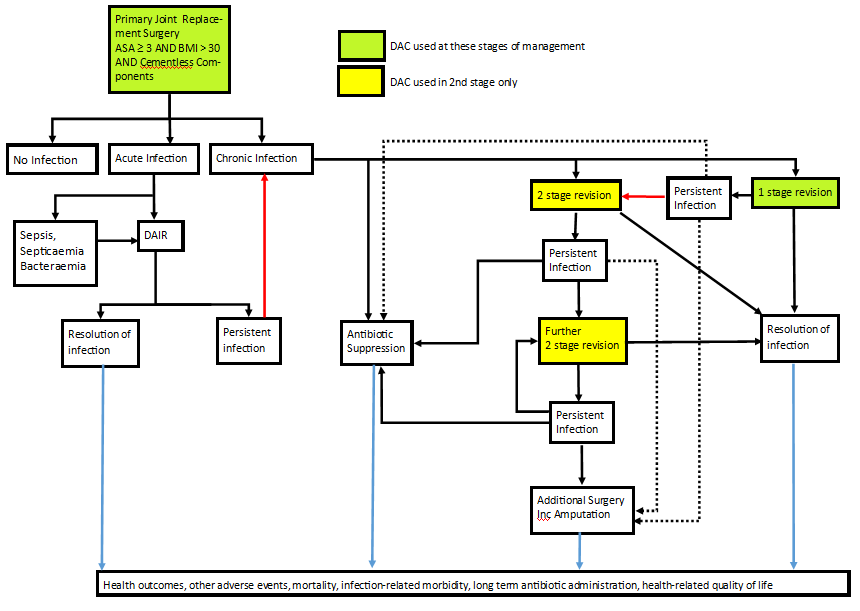 Primary Joint Replace-
ment Surgery
ASA ≥ 3 AND BMI > 30
AND Cementless Com-
ponents
DAC used at these stages of management
DAC used in 2nd stage only
No Infection
Acute Infection
Chronic Infection
2 stage revision
Persistent
Infection
1 stage revision
Sepsis,
Septicaemia
Bacteraemia
DAIR
Persistent
Infection
Resolution of
infection
Persistent
infection
Antibiotic
Suppression
Further
2 stage revision
Resolution of
infection
Persistent
Infection
Additional Surgery
Inc Amputation
Health outcomes, other adverse events, mortality, infection-related morbidity, long term antibiotic administration, health-related quality of life